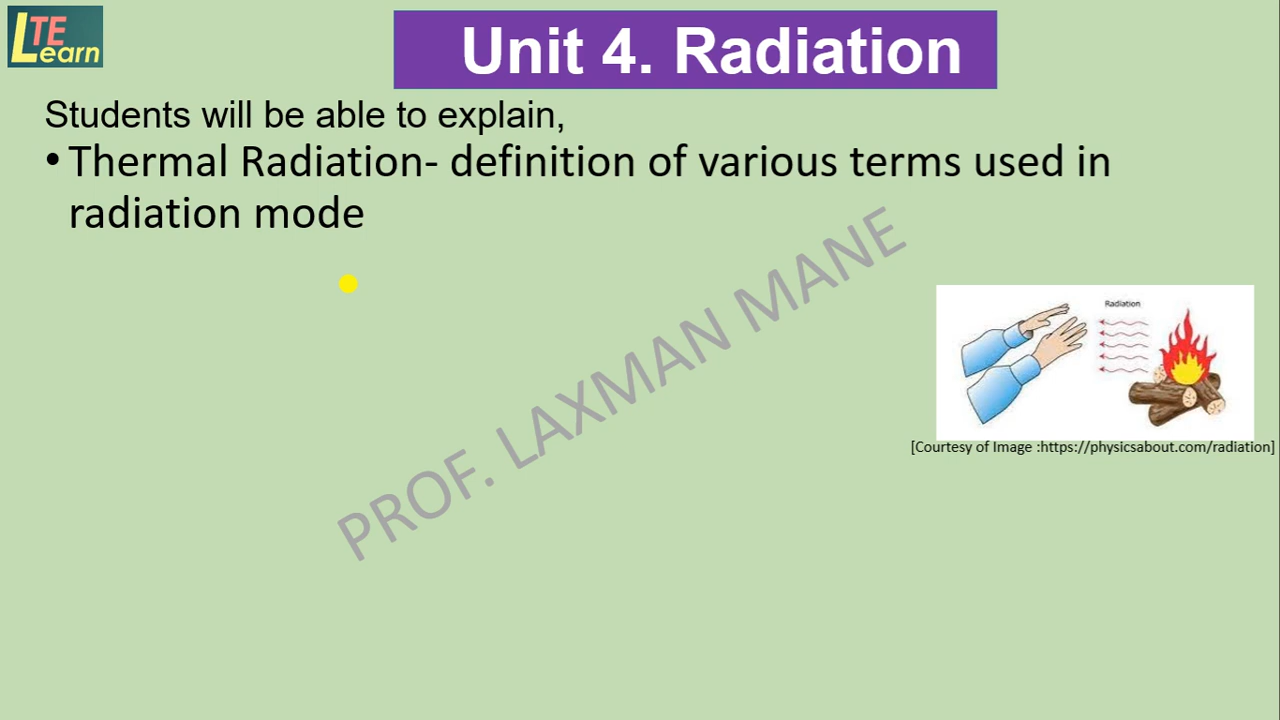 LTE
Learn
Unit 4. Radiation
Students will be able to explain,
• Thermal Radiation- definition of various terms used in
radiation mode
PROF. LAXMAN MANE
Radiation
[Courtesy of Image :https://physicsabout.com/radiation]